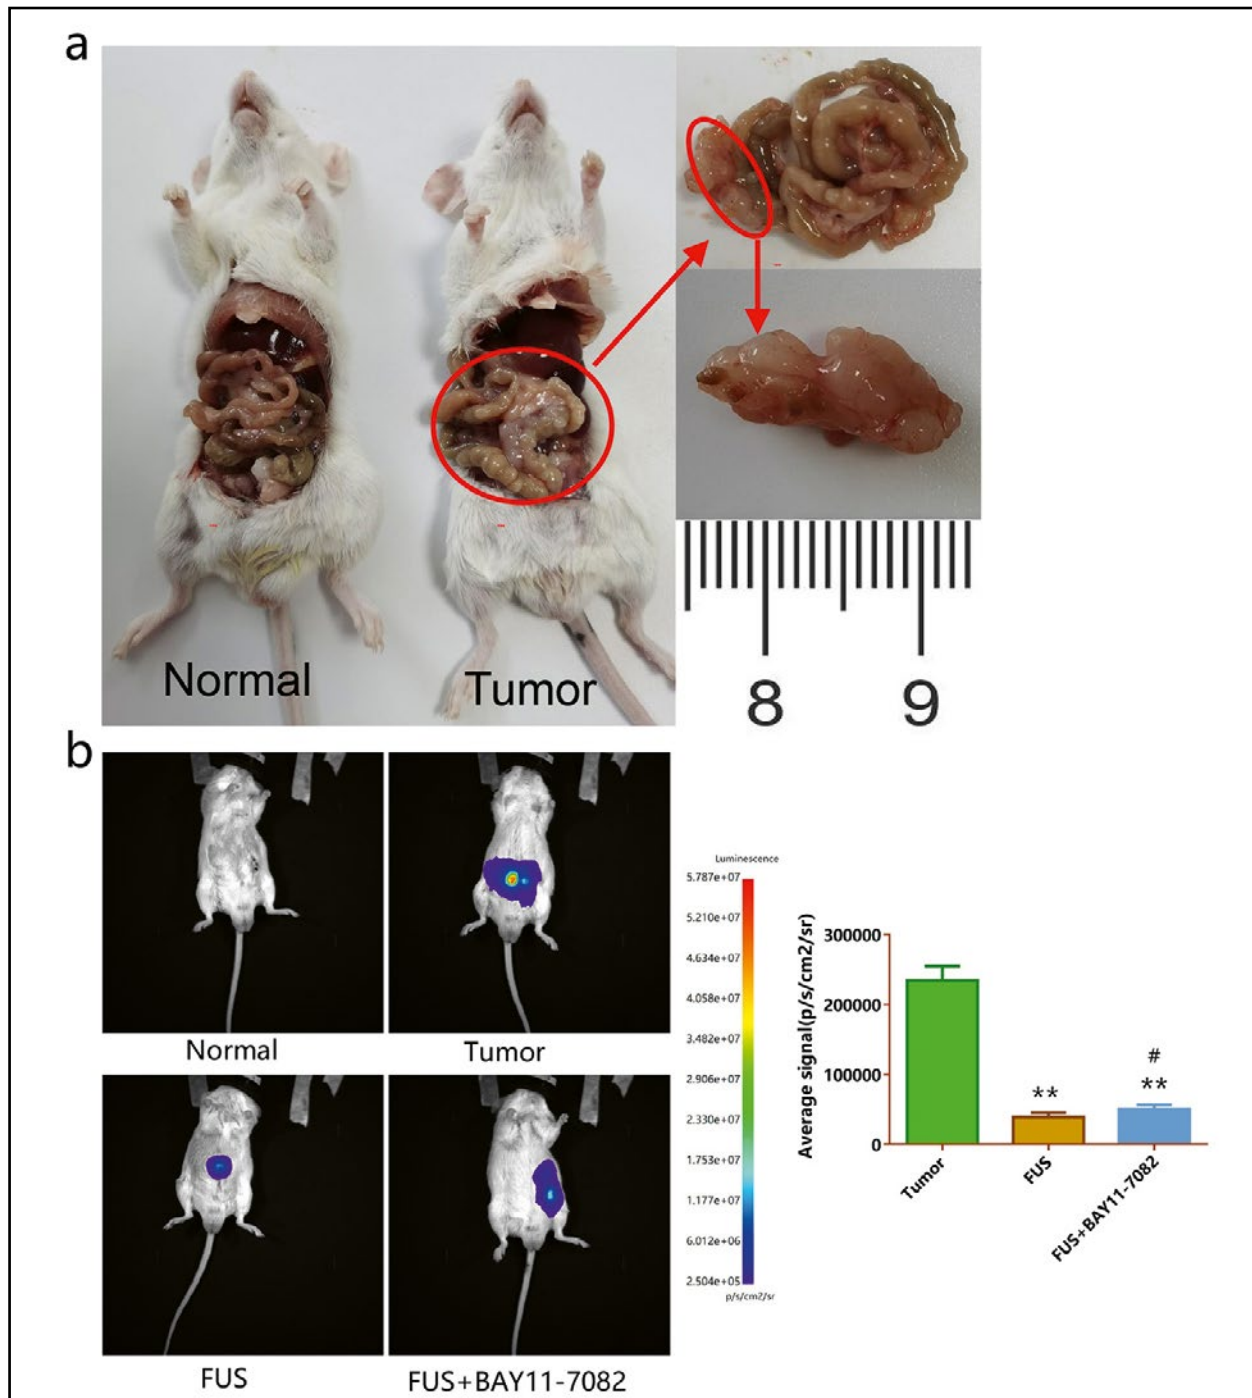 a
Normal
Tumor
8
9
b
Normal
Tumor
FUS
FUS+BAY11-7082
Luminescence
5.787e+07
5.210e+07
4.634e+07
4.058e+07
3.482e+07
2.906e+07
2.330e+07
1.753e+07
1.177e+07
6.012e+06
2.504e+05
p/s/cm2/sr
Average signal(p/s/cm2/sr)
300000
200000
100000
0
**
#
**
Tumor
FUS
FUS+BAY11-7082